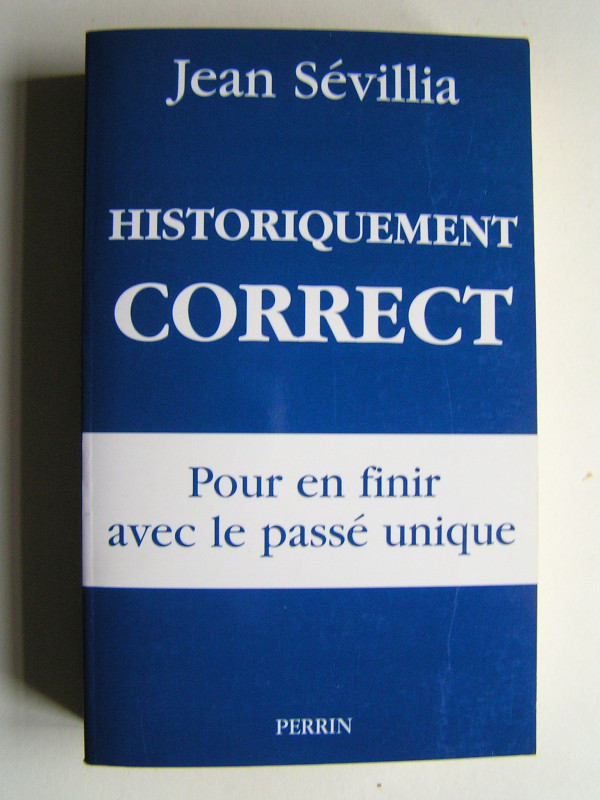 Jean Sévillia
HISTORIQUEMENT
CORRECT
Pour en finir
avec le passé unique
PERRIN